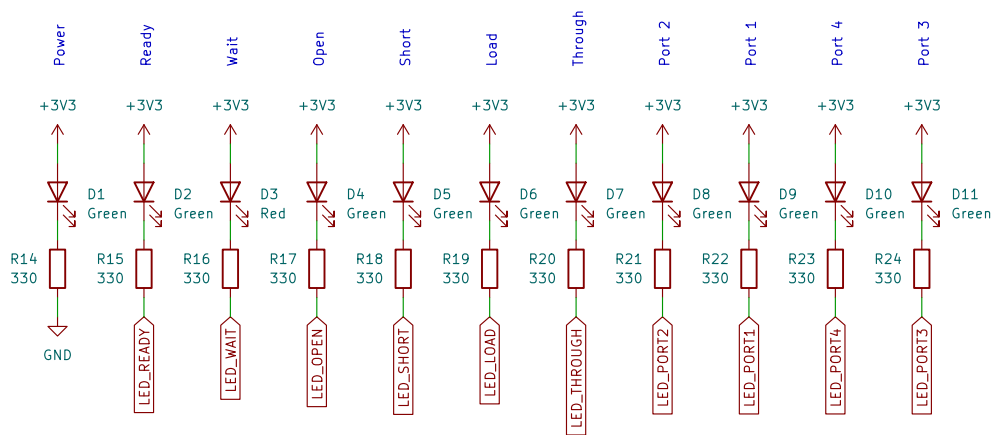 Power
Ready
Wait
Open
Short
Load
Through
Port 2
Port 1
Port 4
Port 3
+3V3
+3V3
+3V3
+3V3
+3V3
+3V3
+3V3
+3V3
+3V3
+3V3
+3V3
D1
Green
D2
Green
D3
Red
D4
Green
D5
Green
D6
Green
D7
Green
D8
Green
D9
Green
D10
Green
D11
Green
R14
330
R15
330
R16
330
R17
330
R18
330
R19
330
R20
330
R21
330
R22
330
R23
330
R24
330
GND
LED_READY
LED_WAIT
LED_OPEN
LED_SHORT
LED_LOAD
LED_THROUGH
LED_PORT2
LED_PORT1
LED_PORT4
LED_PORT3